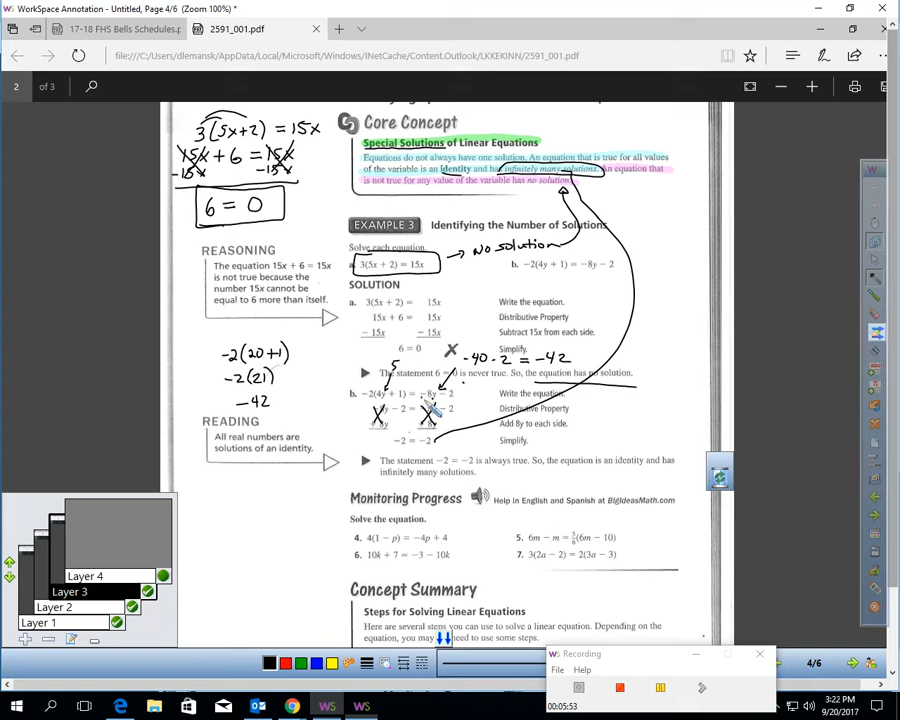 WorkSpace Annotation - Untitled, Page 4/6 (Zoom 100%) *
17-18 FHS Bells Schedules.p
2591_001.pdf
file:///C:/Users/dlemansk/AppData/Local/Microsoft/Windows/INetCache/Content.Outlook/LKKEKINN/2591_001.pdf
2 of 3
3(5x+2) = 15x
15x + 6 = 15x
-15x -15x
6 = 0
Core Concept
Special Solutions of Linear Equations
Equations do not always have one solution. An equation that is true for all values
of the variable is an identity and has infinitely many solutions. An equation that
is not true for any value of the variable has no solution.
EXAMPLE 3 Identifying the Number of Solutions
Solve each equation.
→ No solution
a. 3(5x + 2) = 15x
b. -2(4y + 1) = -8y - 2
REASONING
The equation 15x + 6 = 15x
is not true because the
number 15x cannot be
equal to 6 more than itself.
SOLUTION
a. 3(5x + 2) = 15x Write the equation.
15x + 6 = 15x Distributive Property
- 15x - 15x Subtract 15x from each side.
6 = 0 X Simplify.
-40 - 2 = -42
5
The statement 6 = 0 is never true. So, the equation has no solution.
-2(20+1)
-2(21)
-42
b. -2(4y + 1) = -8y - 2 Write the equation.
y - 2 = - 2 Distributive Property
+ 8y + 8y Add 8y to each side.
-2 = -2 Simplify.
READING
All real numbers are
solutions of an identity.
The statement -2 = -2 is always true. So, the equation is an identity and has
infinitely many solutions.
Monitoring Progress Help in English and Spanish at BigIdeasMath.com
Solve the equation.
4. 4(1 - p) = -4p + 4
5. 6m - m = (6m - 10)
6. 10k + 7 = -3 - 10k
7. 3(2a - 2) = 2(3a - 3)
Concept Summary
Steps for Solving Linear Equations
Here are several steps you can use to solve a linear equation. Depending on the
equation, you may need to use some steps.
Layer 4
Layer 3
Layer 2
Layer 1
Recording
File Help
00:05:53
4/6
3:22 PM
9/20/2017